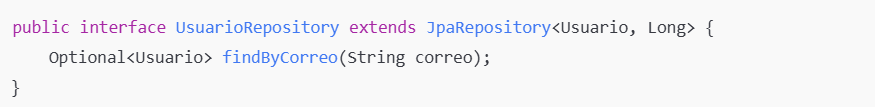 public interface UsuarioRepository extends JpaRepository<Usuario, Long> {
    Optional<Usuario> findByCorreo(String correo);
}